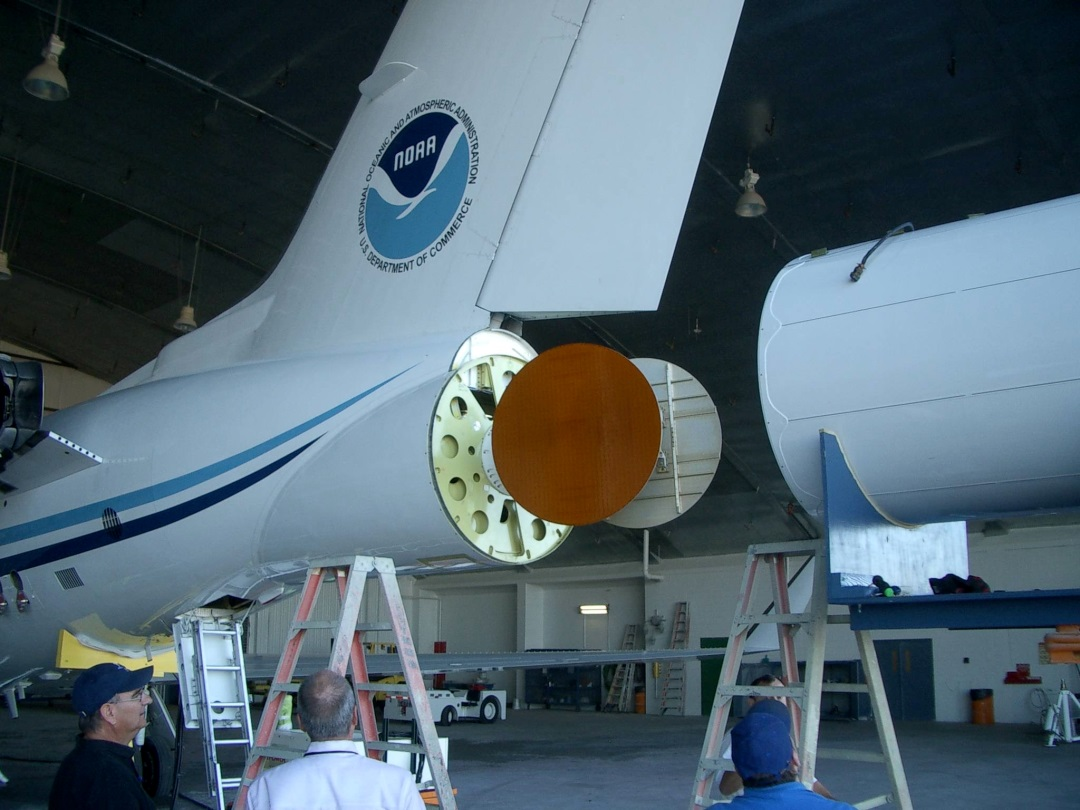 NATIONAL OCEANIC AND ATMOSPHERIC ADMINISTRATION
NOAA
U.S. DEPARTMENT OF COMMERCE